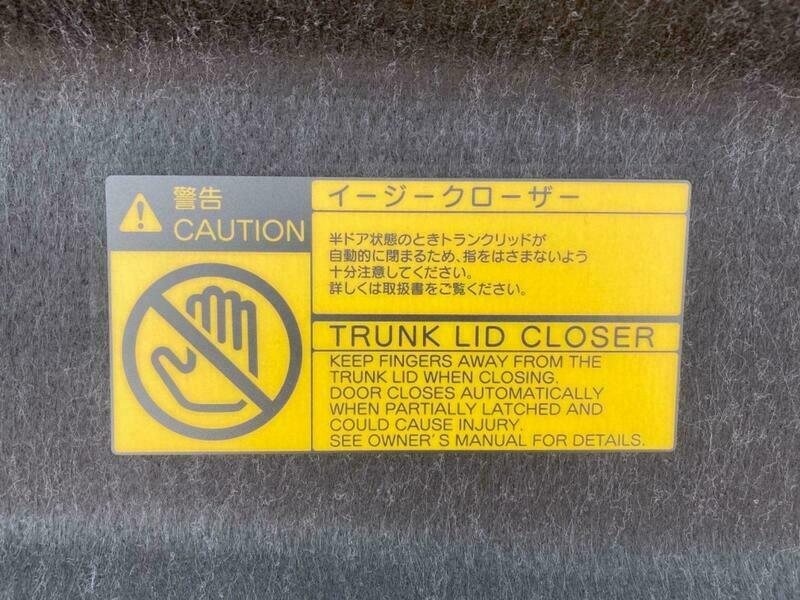 警告
CAUTION
イージークローザー
半ドア状態のときトランクリッドが
自動的に閉まるため、指をはさまないよう
十分注意してください。
詳しくは取扱書をご覧ください。
TRUNK LID CLOSER
KEEP FINGERS AWAY FROM THE
TRUNK LID WHEN CLOSING.
DOOR CLOSES AUTOMATICALLY
WHEN PARTIALLY LATCHED AND
COULD CAUSE INJURY.
SEE OWNER'S MANUAL FOR DETAILS.